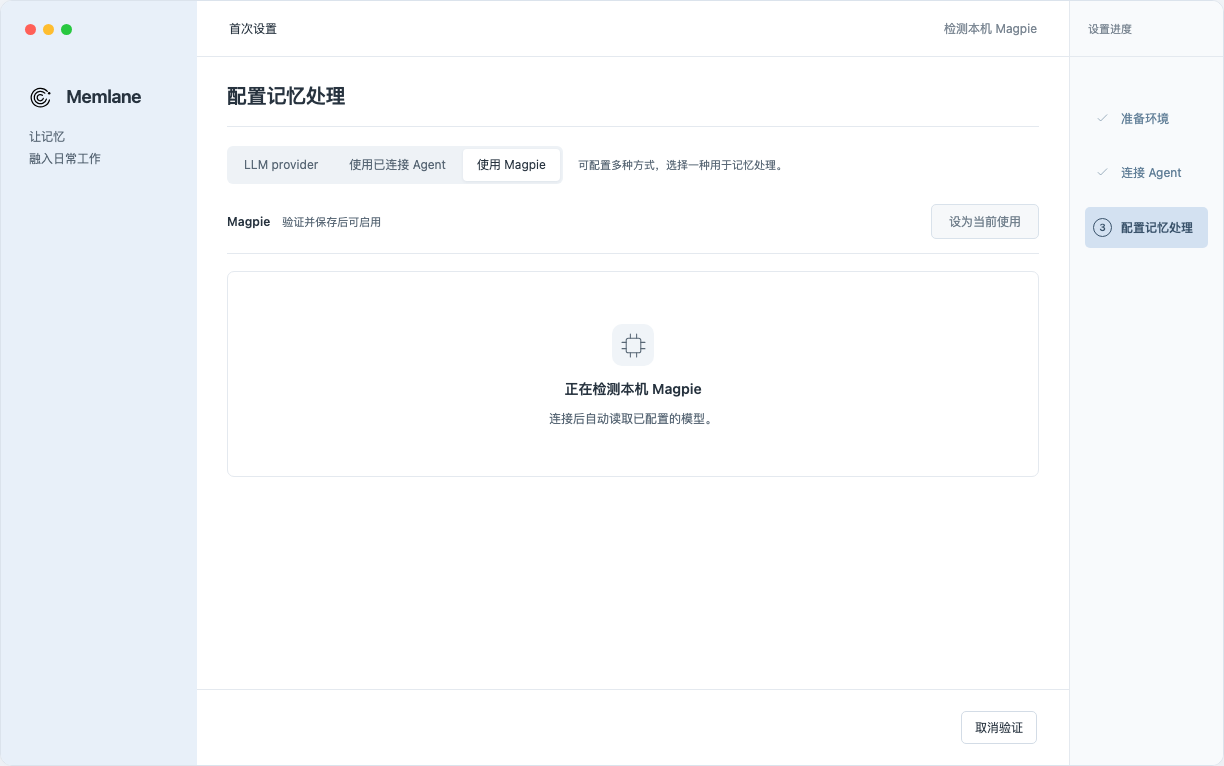 首次设置
检测本机 Magpie
设置进度
Memlane
让记忆
融入日常工作
配置记忆处理
LLM provider
使用已连接 Agent
使用 Magpie
可配置多种方式，选择一种用于记忆处理。
Magpie 验证并保存后可启用
设为当前使用
正在检测本机 Magpie
连接后自动读取已配置的模型。
取消验证
准备环境
连接 Agent
3 配置记忆处理